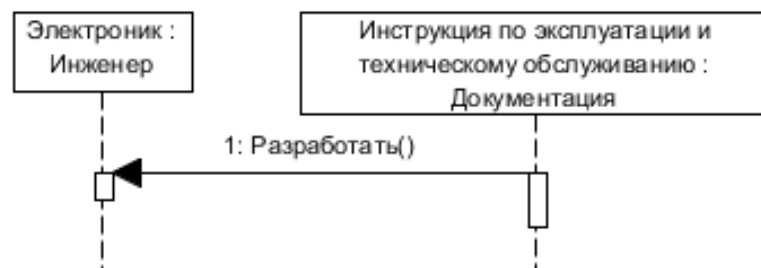 Электроник :
Инженер
Инструкция по эксплуатации и
техническому обслуживанию :
Документация
1: Разработать()